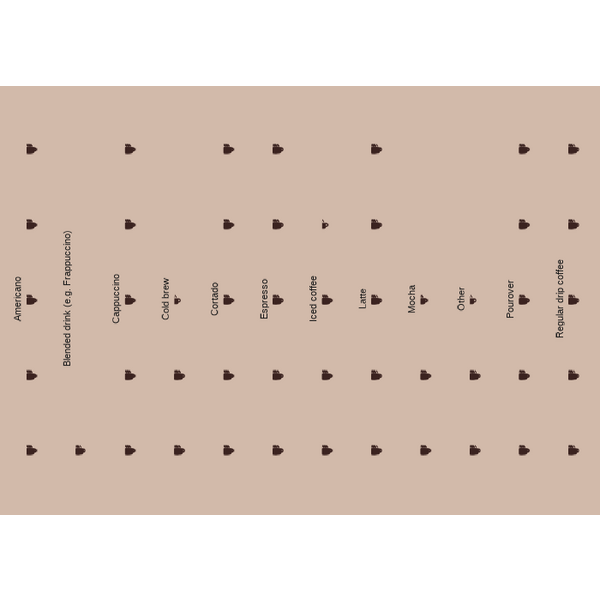 Americano
Blended drink (e.g. Frappuccino)
Cappuccino
Cold brew
Cortado
Espresso
Iced coffee
Latte
Mocha
Other
Pourover
Regular drip coffee